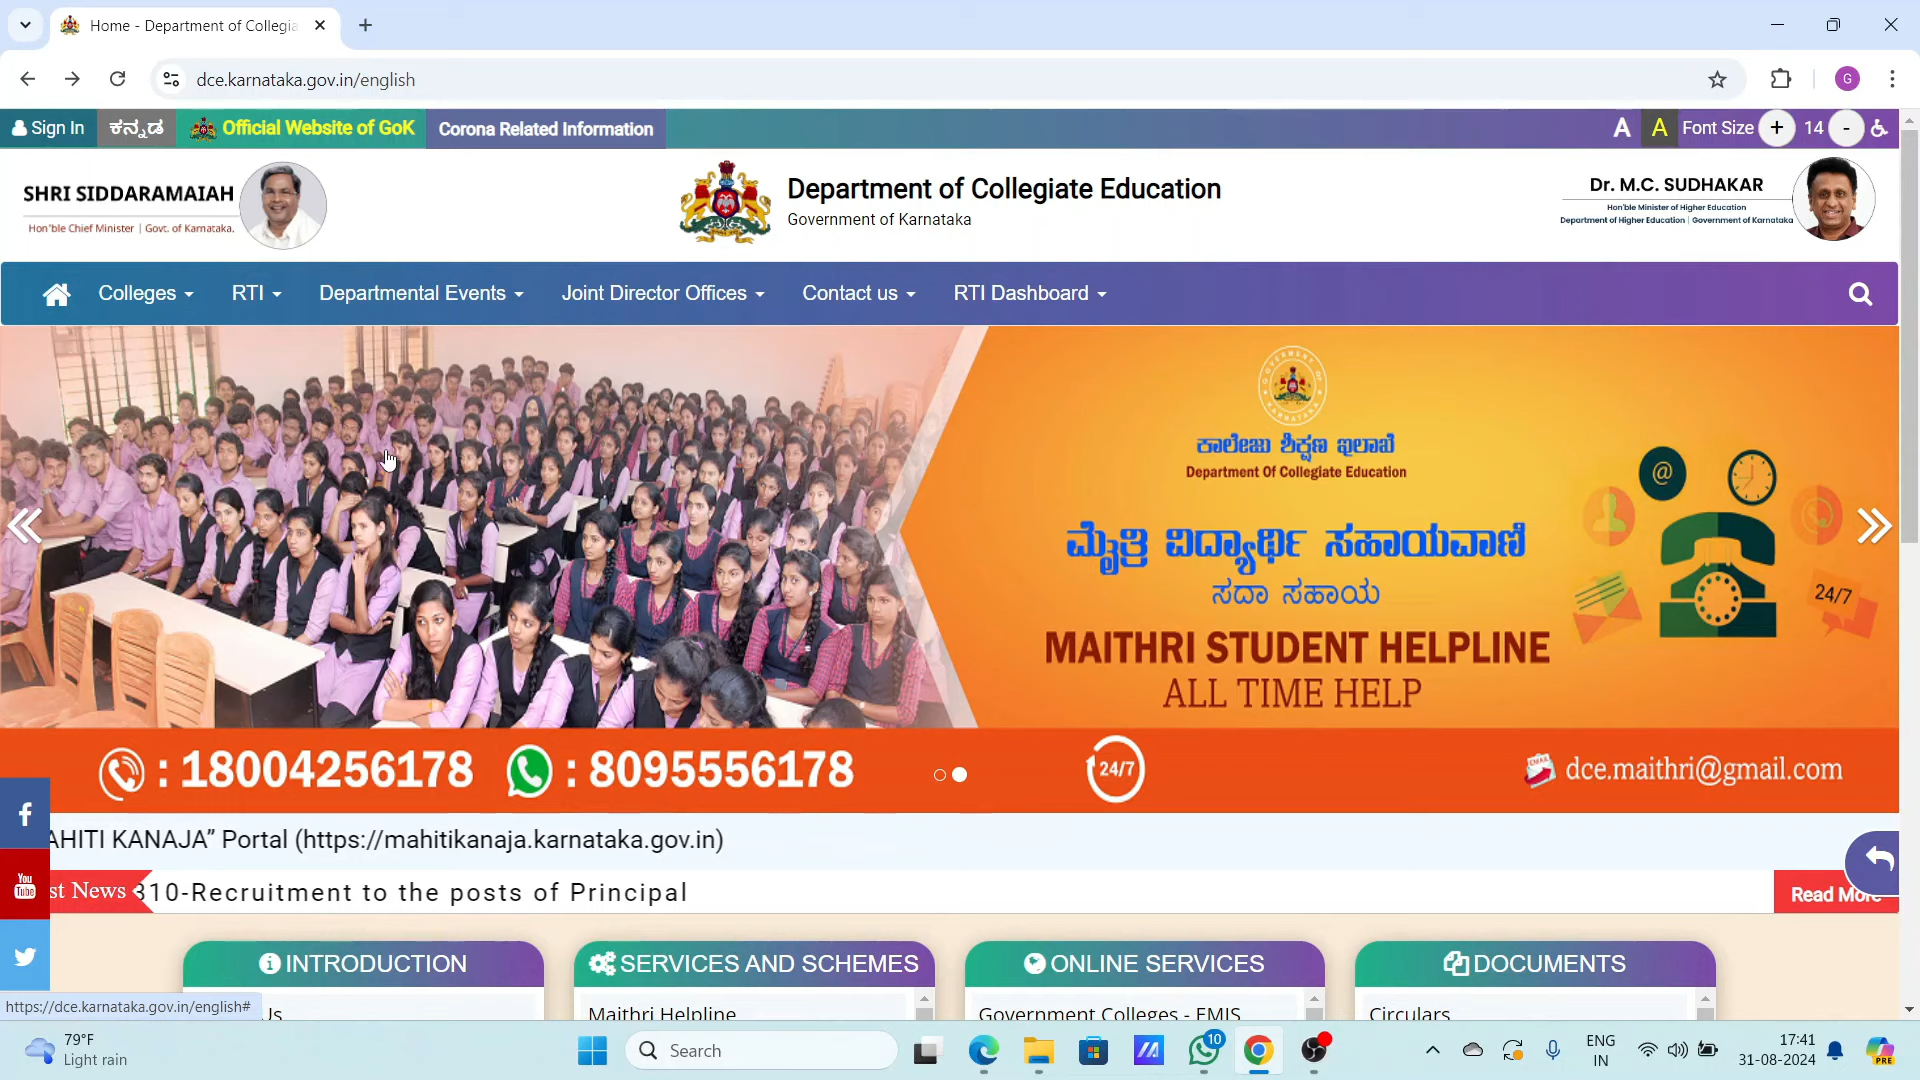 Home - Department of Collegia
dce.karnataka.gov.in/english
G
Sign In ಕನ್ನಡ Official Website of GoK Corona Related Information A A Font Size + 14 -
SHRI SIDDARAMAIAH
Hon'ble Chief Minister | Govt. of Karnataka.
Department of Collegiate Education
Government of Karnataka
Dr. M.C. SUDHAKAR
Hon'ble Minister of Higher Education
Department of Higher Education | Government of Karnataka
Colleges RTI Departmental Events Joint Director Offices Contact us RTI Dashboard
ಕಾಲೇಜು ಶಿಕ್ಷಣ ಇಲಾಖೆ
Department Of Collegiate Education
ಮೈತ್ರಿ ವಿದ್ಯಾರ್ಥಿ ಸಹಾಯವಾಣಿ
ಸದಾ ಸಹಾಯ
MAITHRI STUDENT HELPLINE
ALL TIME HELP
@
24/7
: 18004256178 : 8095556178 24/7 dce.maithri@gmail.com
AHITI KANAJA” Portal (https://mahitikanaja.karnataka.gov.in)
st News 310-Recruitment to the posts of Principal Read More
You
Tube
INTRODUCTION SERVICES AND SCHEMES ONLINE SERVICES DOCUMENTS
Us Maithri Helpline Government Colleges - EMIS Circulars
https://dce.karnataka.gov.in/english#
79°F
Light rain
Search
10
ENG
IN
17:41
31-08-2024
PRE